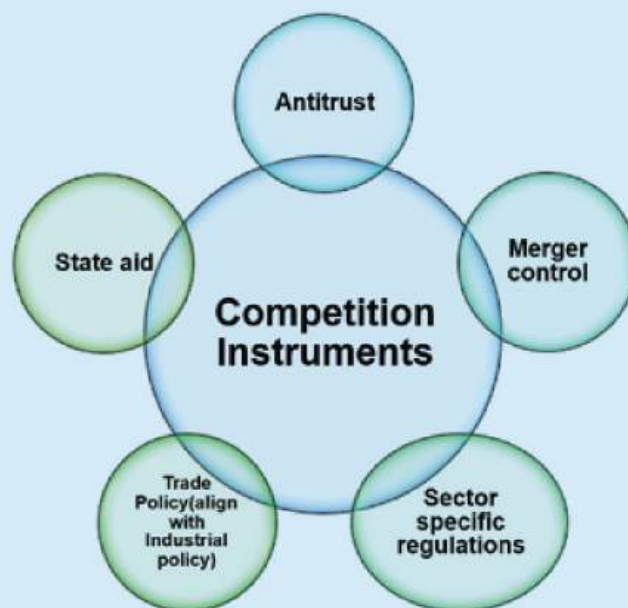 Antitrust
State aid
Merger
control
Competition
Instruments
Trade
Policy(align
with
Industrial
policy)
Sector
specific
regulations